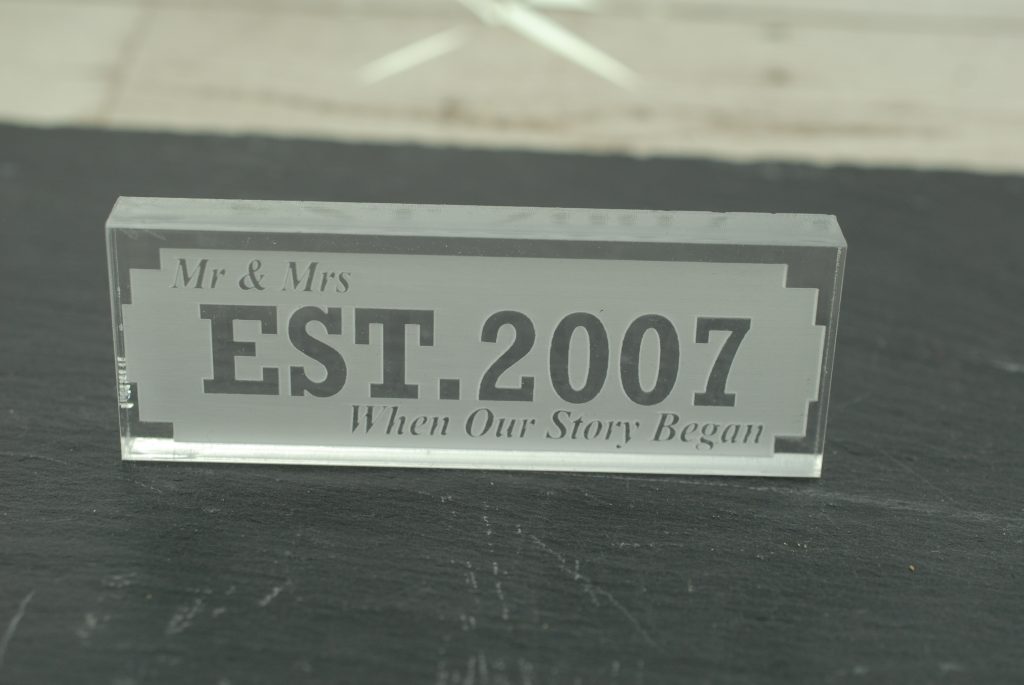 Mr & Mrs
EST.2007
When Our Story Began